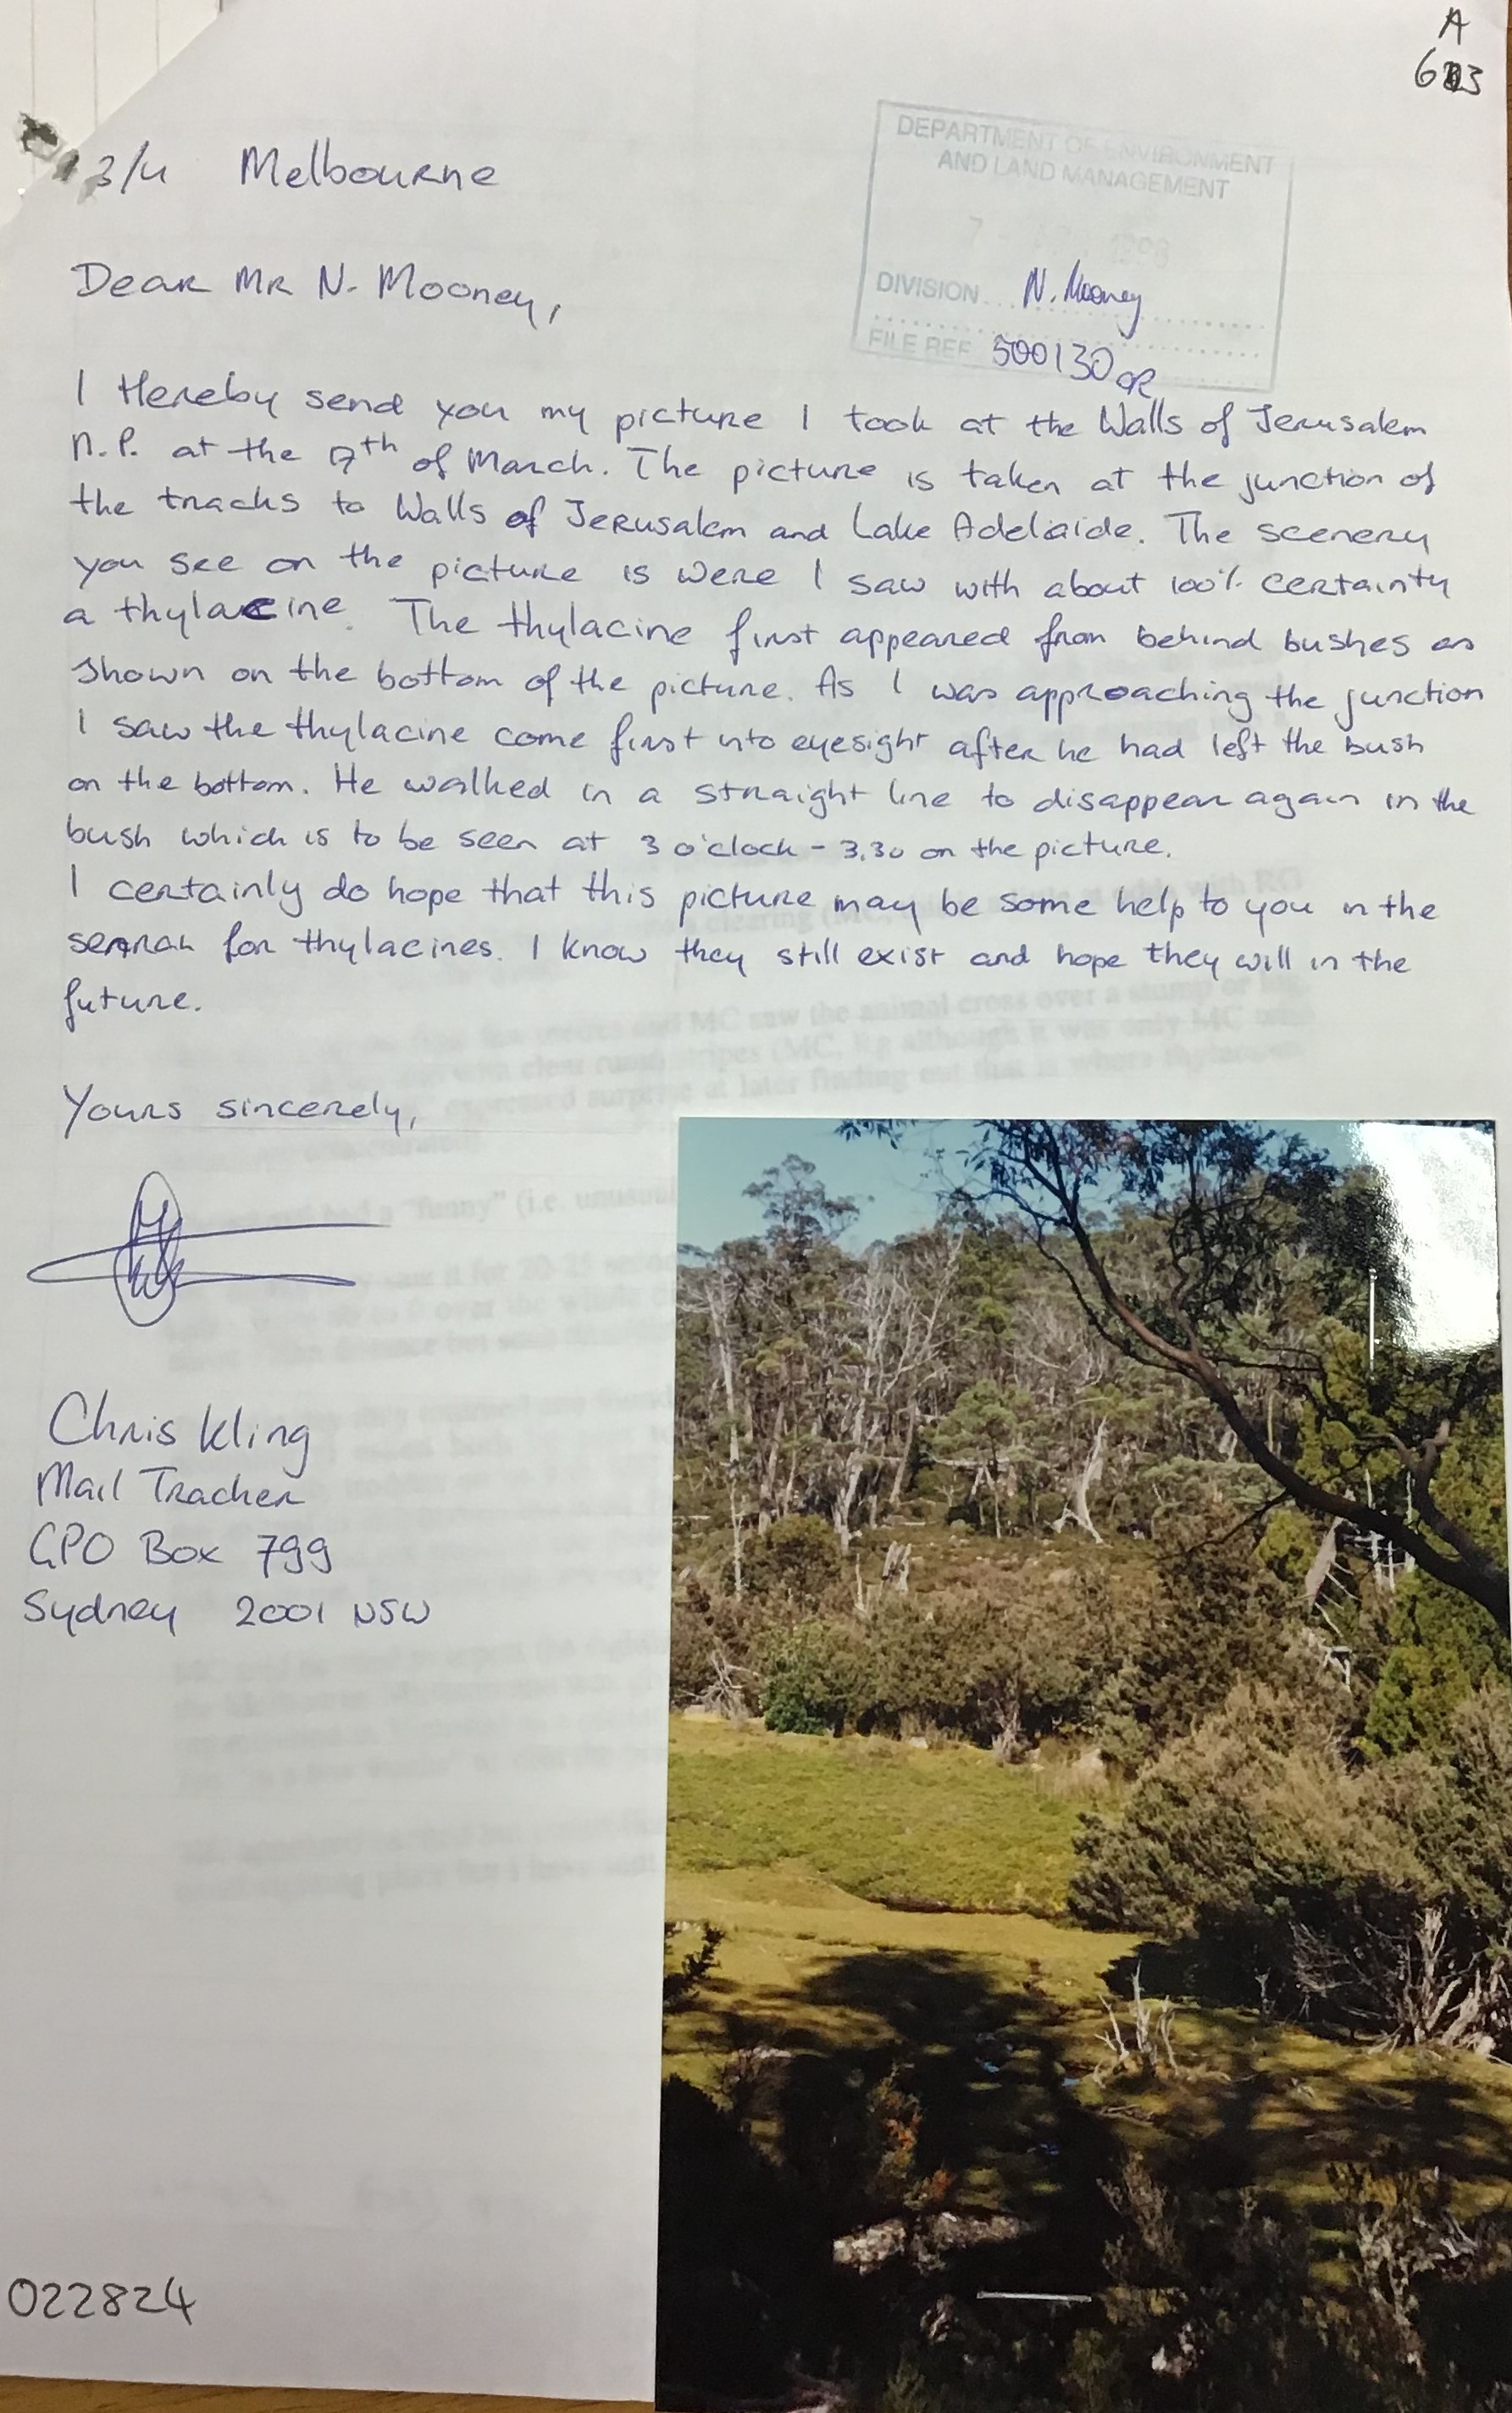 A
613
3/4 Melbourne
DEPARTMENT OF ENVIRONMENT
AND LAND MANAGEMENT
DIVISION N. Mooney
FILE REF 500130
Dear Mr N. Mooney,
I Hereby send you my picture I took at the Walls of Jerusalem
N.P. at the 17th of March. The picture is taken at the junction of
the tracks to Walls of Jerusalem and Lake Adelaide. The scenery
you see on the picture is were I saw with about 100% certainty
a thylacine. The thylacine first appeared from behind bushes as
shown on the bottom of the picture. As I was approaching the junction
I saw the thylacine come first into eyesight after he had left the bush
on the bottom. He walked in a straight line to disappear again in the
bush which is to be seen at 3 o'clock - 3.30 on the picture.
I certainly do hope that this picture may be some help to you in the
search for thylacines. I know they still exist and hope they will in the
future.
Yours sincerely,
Chris Kling
Mail Tracker
GPO Box 799
Sydney 2001 NSW
022824